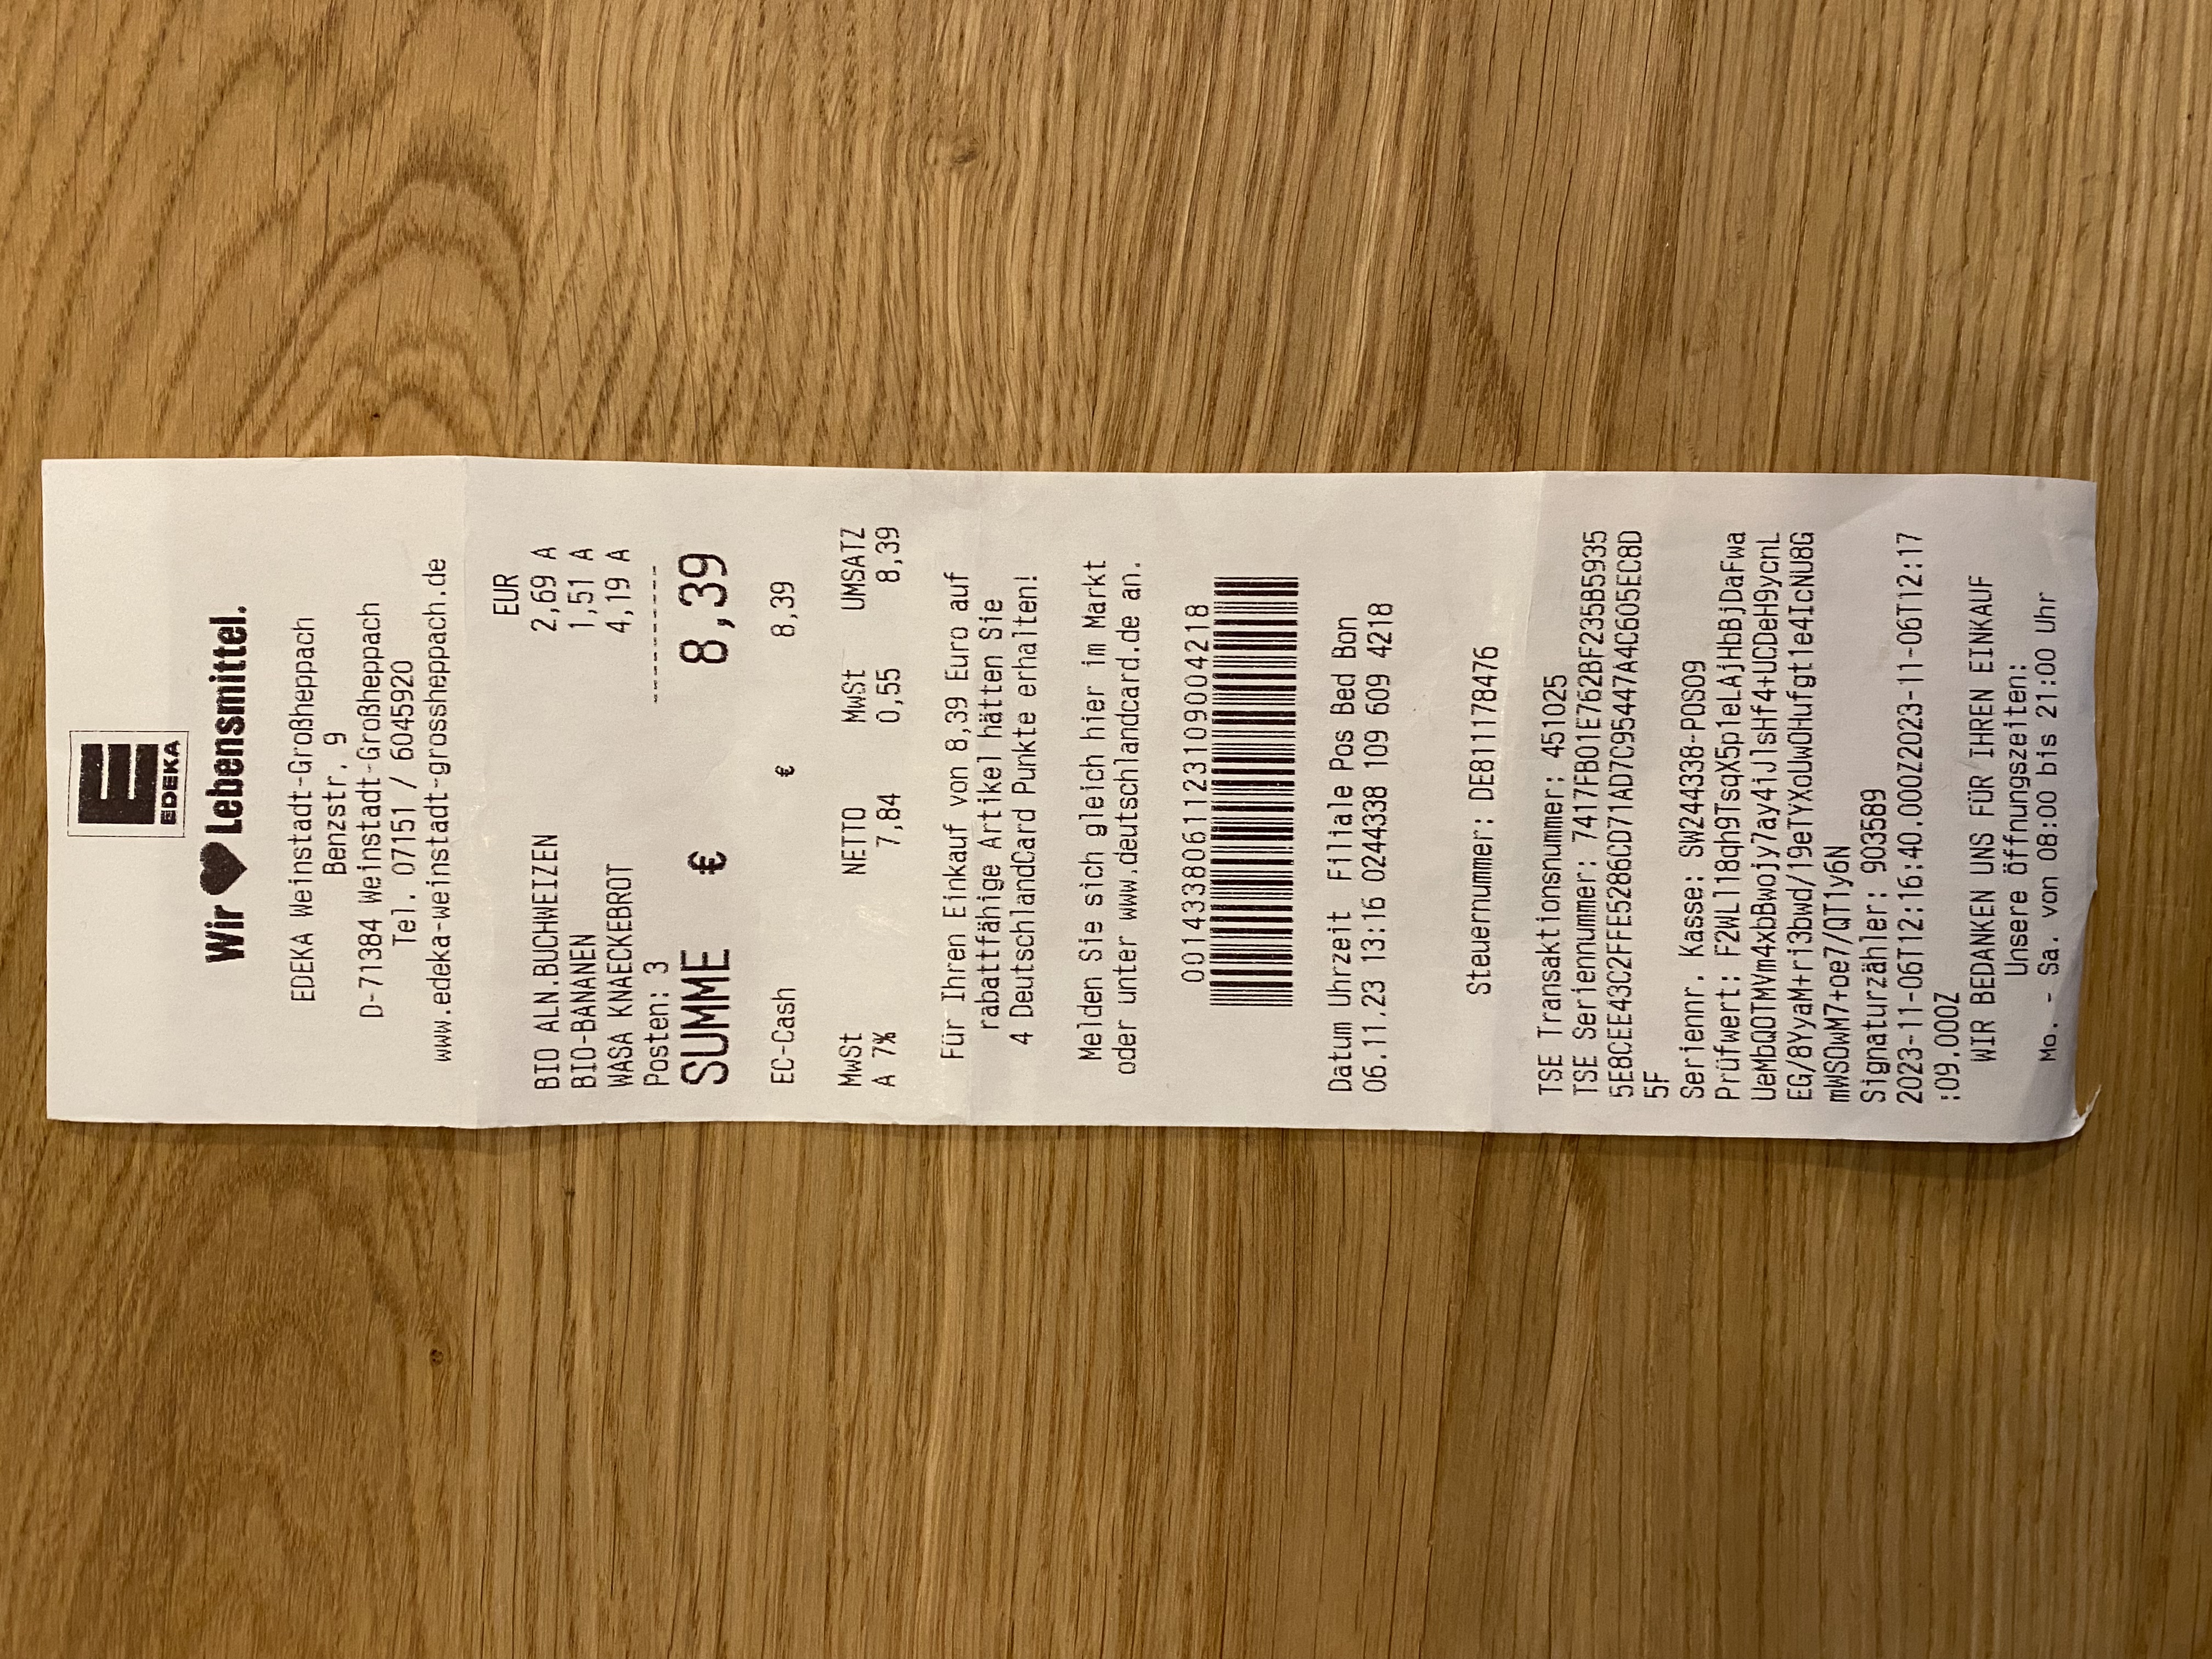 EDEKA
Wir ♥ Lebensmittel.
EDEKA Weinstadt-Großheppach
Benzstr. 9
D-71384 Weinstadt-Großheppach
Tel. 07151 / 6045920
www.edeka-weinstadt-grossheppach.de
EUR
BIO ALN.BUCHWEIZEN 2,69 A
BIO-BANANEN 1,51 A
WASA KNAECKEBROT 4,19 A
Posten: 3 ----------
SUMME € 8,39
EC-Cash € 8,39
MwSt NETTO MwSt UMSATZ
A 7% 7,84 0,55 8,39
Für Ihren Einkauf von 8,39 Euro auf
rabattfähige Artikel hätten Sie
4 DeutschlandCard Punkte erhalten!
Melden Sie sich gleich hier im Markt
oder unter www.deutschlandcard.de an.
0014338061123109004218
Datum Uhrzeit Filiale Pos Bed Bon
06.11.23 13:16 0244338 109 609 4218
Steuernummer: DE811178476
TSE Transaktionsnummer: 451025
TSE Seriennummer: 7417FB01E762BF235B5935
5E8CEE43C2FFE5286CD71AD7C95447A4C605EC8D
5F
Seriennr. Kasse: SW244338-POS09
Prüfwert: F2WLl18qh9TsqX5p1eLAjHbBjDaFwa
UeMbQOTMVm4xbBwojy7ay4iJlsHf4+UCDeH9ycnL
EG/8YyaM+ri3bwd/19eTYXoUwOHufgt1e4IcNU8G
mWSOwM7+oe7/QT1y6N
Signaturzähler: 903589
2023-11-06T12:16:40.000Z2023-11-06T12:17
:09.000Z
WIR BEDANKEN UNS FÜR IHREN EINKAUF
Unsere Öffnungszeiten:
Mo. - Sa. von 08:00 bis 21:00 Uhr